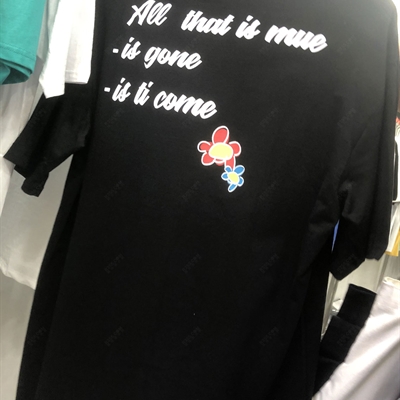 All that is mue
-is gone
-is ti come